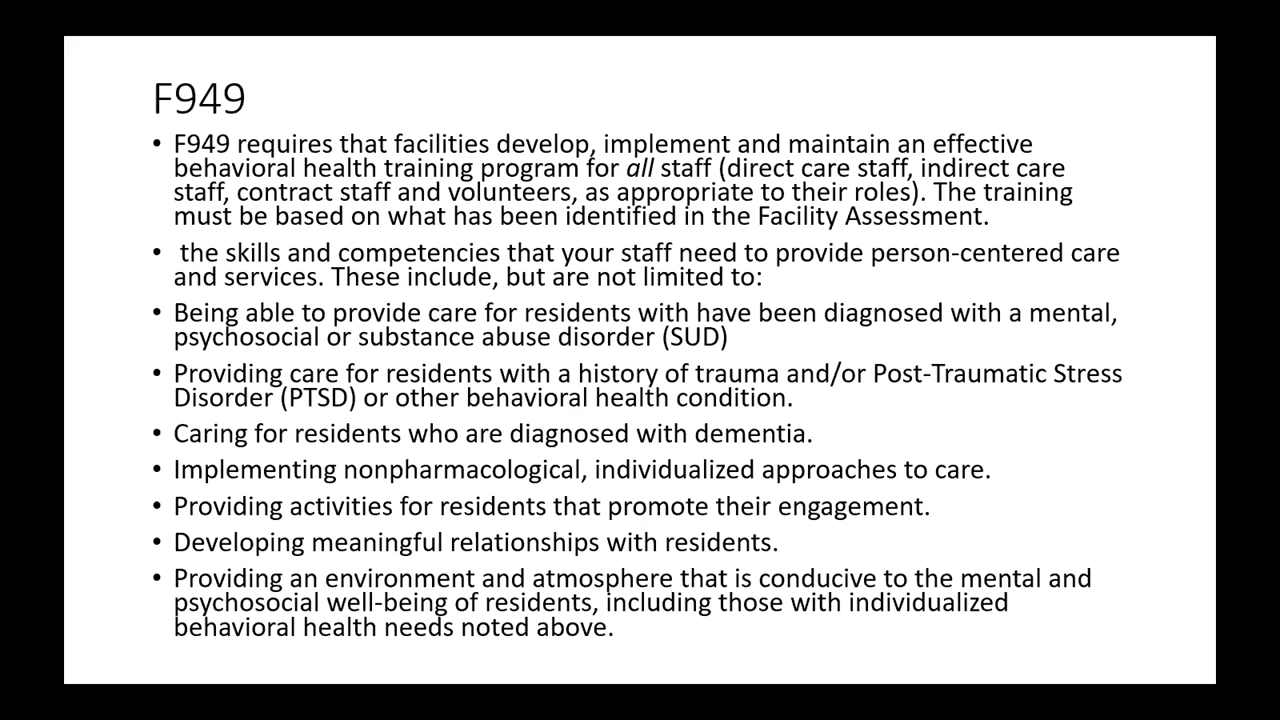 F949
• F949 requires that facilities develop, implement and maintain an effective
behavioral health training program for all staff (direct care staff, indirect care
staff, contract staff and volunteers, as appropriate to their roles). The training
must be based on what has been identified in the Facility Assessment.
• the skills and competencies that your staff need to provide person-centered care
and services. These include, but are not limited to:
• Being able to provide care for residents with have been diagnosed with a mental,
psychosocial or substance abuse disorder (SUD)
• Providing care for residents with a history of trauma and/or Post-Traumatic Stress
Disorder (PTSD) or other behavioral health condition.
• Caring for residents who are diagnosed with dementia.
• Implementing nonpharmacological, individualized approaches to care.
• Providing activities for residents that promote their engagement.
• Developing meaningful relationships with residents.
• Providing an environment and atmosphere that is conducive to the mental and
psychosocial well-being of residents, including those with individualized
behavioral health needs noted above.